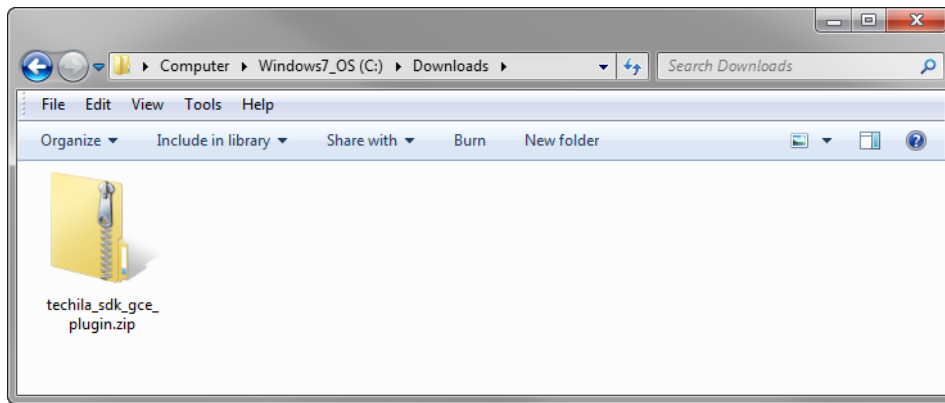 Computer Windows7_OS (C:) Downloads Search Downloads
File Edit View Tools Help
Organize Include in library Share with Burn New folder
techila_sdk_gce_
plugin.zip